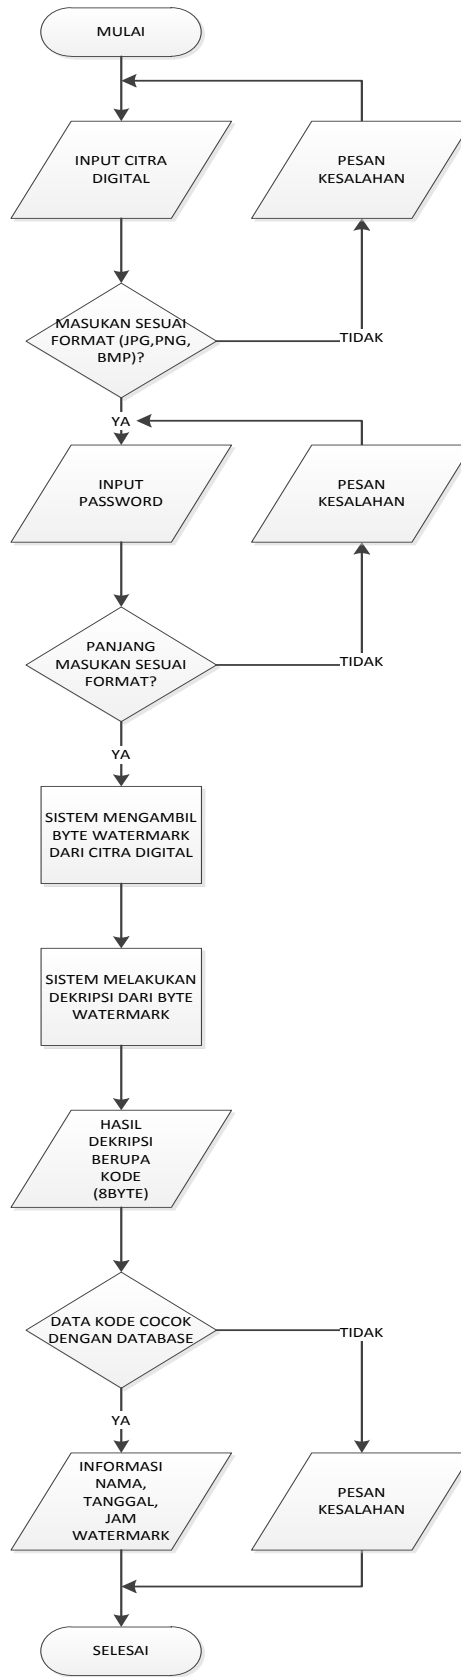 MULAI
INPUT CITRA
DIGITAL
PESAN
KESALAHAN
MASUKAN SESUAI
FORMAT (JPG,PNG,
BMP)?
TIDAK
YA
INPUT
PASSWORD
PESAN
KESALAHAN
PANJANG
MASUKAN SESUAI
FORMAT?
TIDAK
YA
SISTEM MENGAMBIL
BYTE WATERMARK
DARI CITRA DIGITAL
SISTEM MELAKUKAN
DEKRIPSI DARI BYTE
WATERMARK
HASIL
DEKRIPSI
BERUPA
KODE
(8BYTE)
DATA KODE COCOK
DENGAN DATABASE
TIDAK
YA
INFORMASI
NAMA,
TANGGAL,
JAM
WATERMARK
PESAN
KESALAHAN
SELESAI